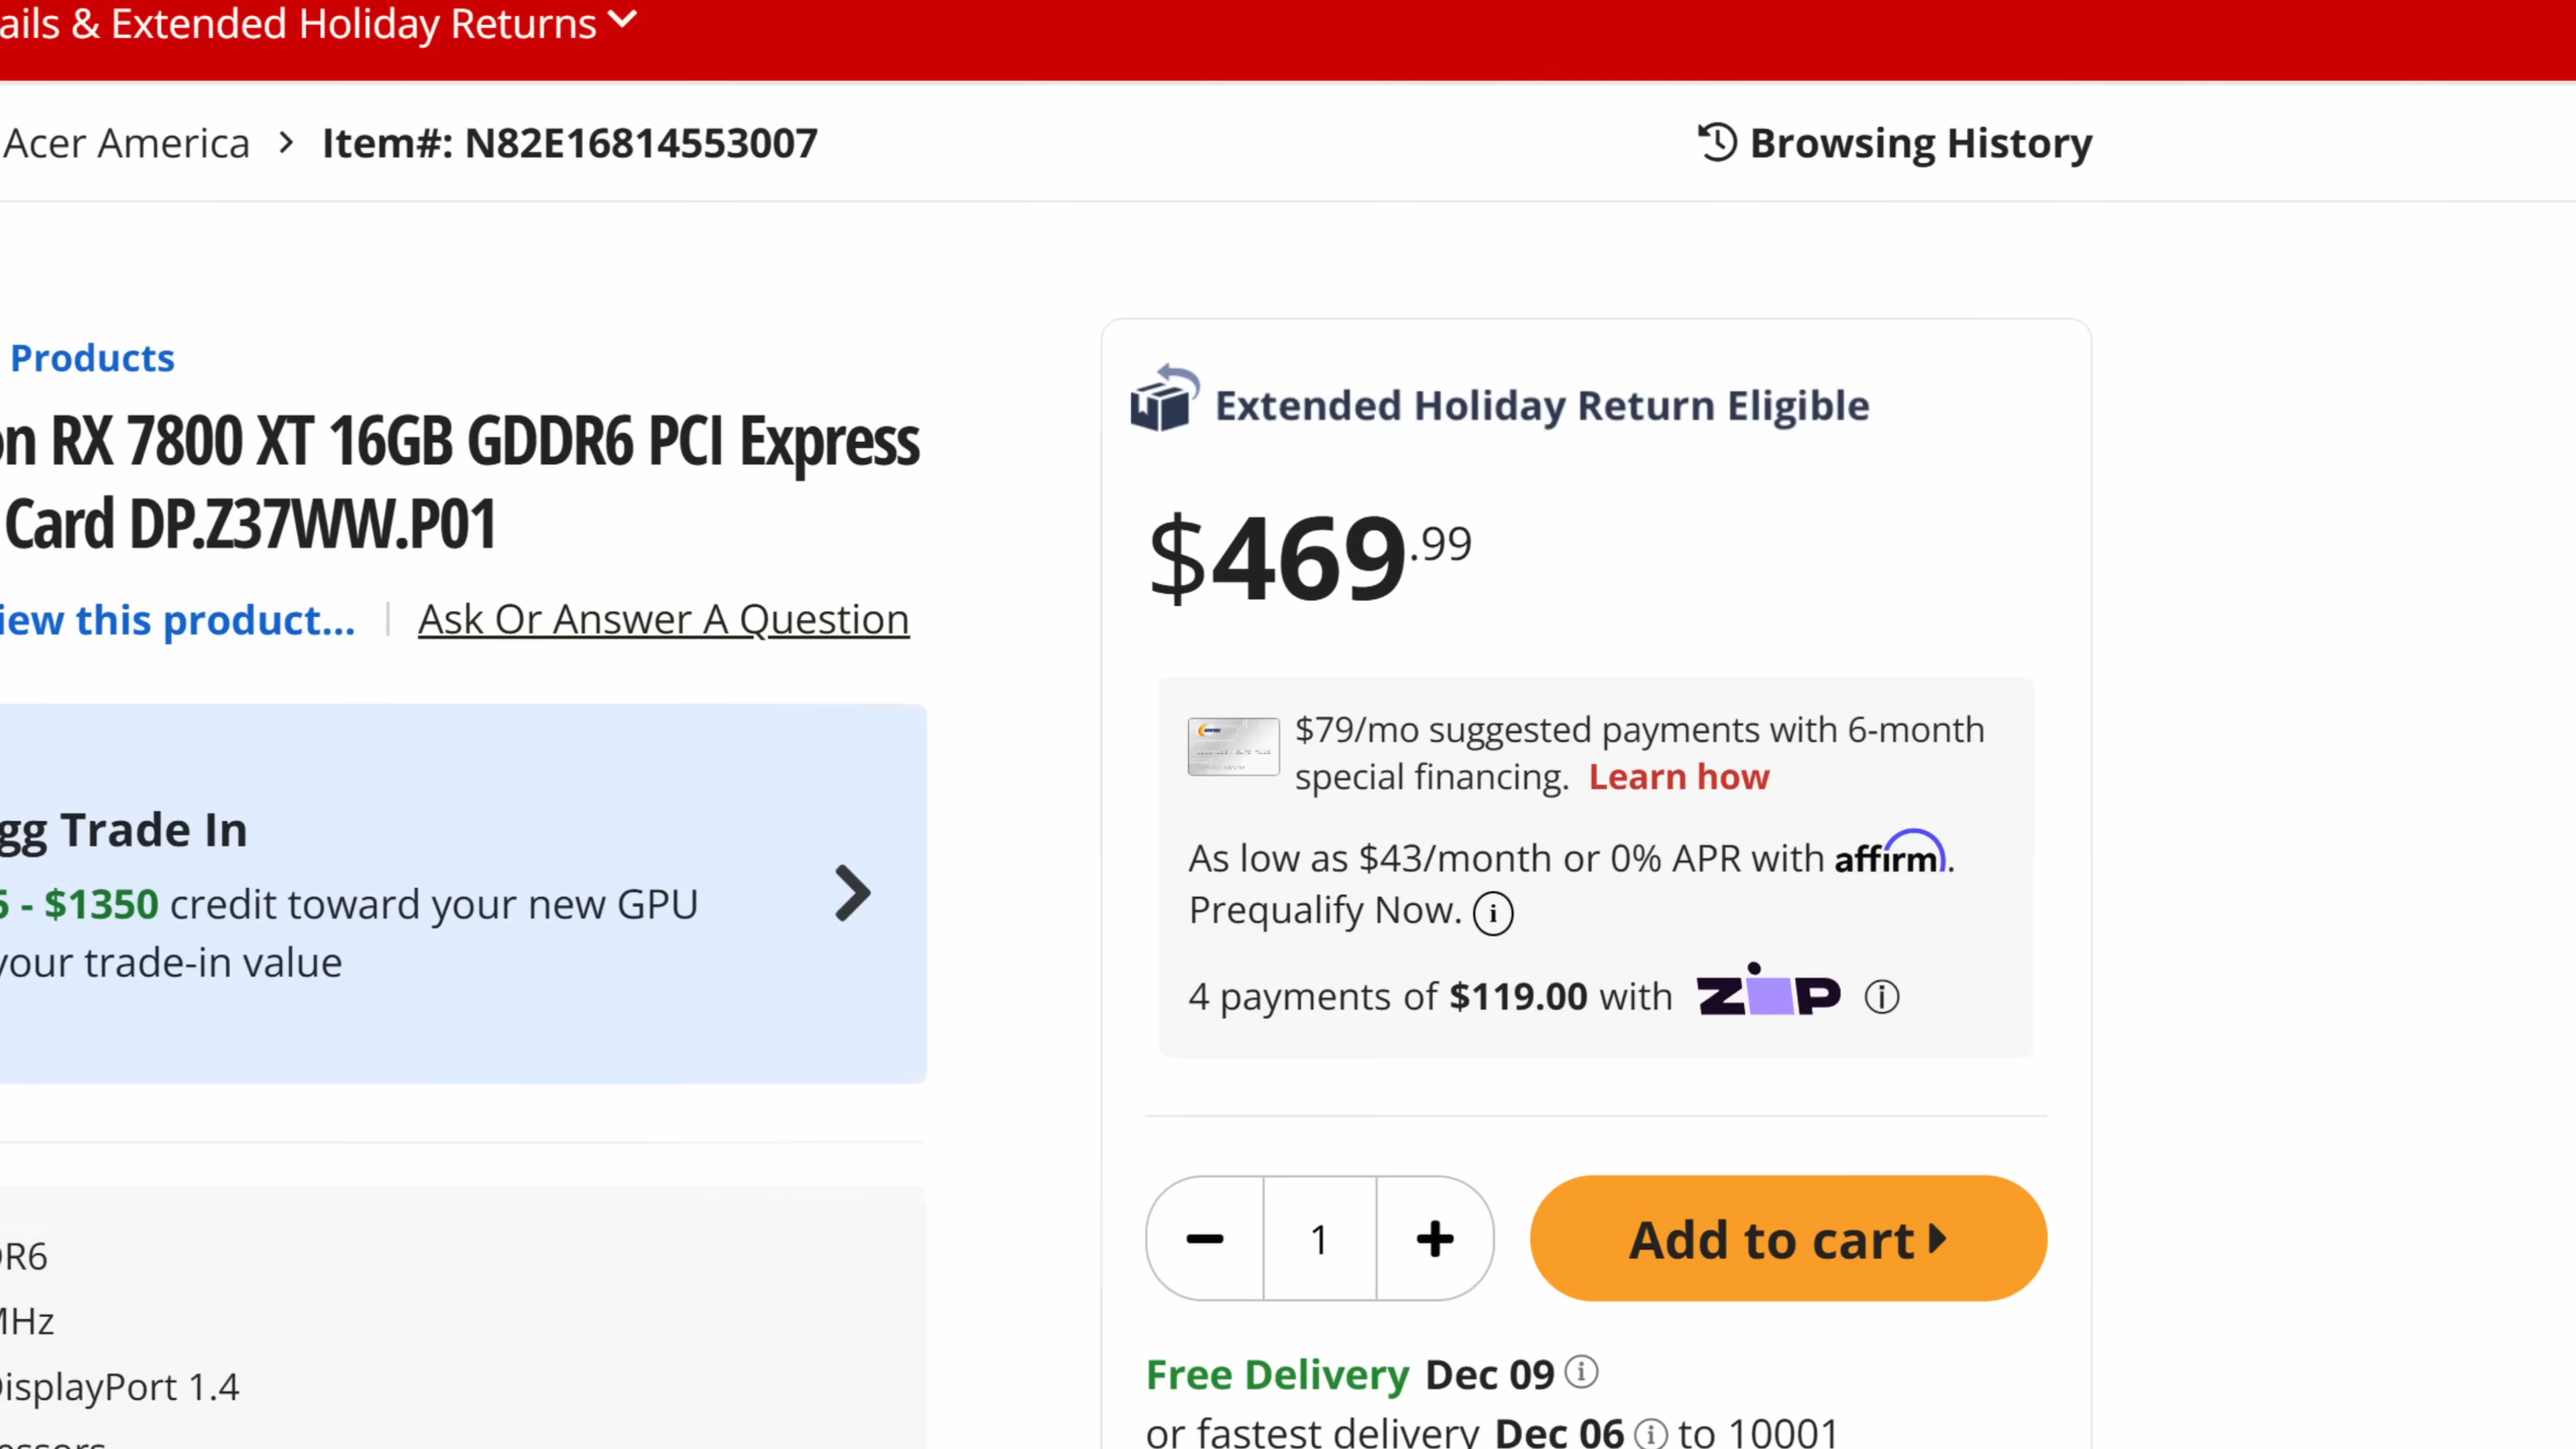 ails & Extended Holiday Returns
Acer America > Item#: N82E16814553007
Browsing History
Products
on RX 7800 XT 16GB GDDR6 PCI Express
Card DP.Z37WW.P01
iew this product... | Ask Or Answer A Question
gg Trade In
5 - $1350 credit toward your new GPU
your trade-in value
DR6
MHz
DisplayPort 1.4
Extended Holiday Return Eligible
$469.99
$79/mo suggested payments with 6-month
special financing. Learn how
As low as $43/month or 0% APR with affirm.
Prequalify Now.
4 payments of $119.00 with ZIP
1
Add to cart
Free Delivery Dec 09
or fastest delivery Dec 06 to 10001